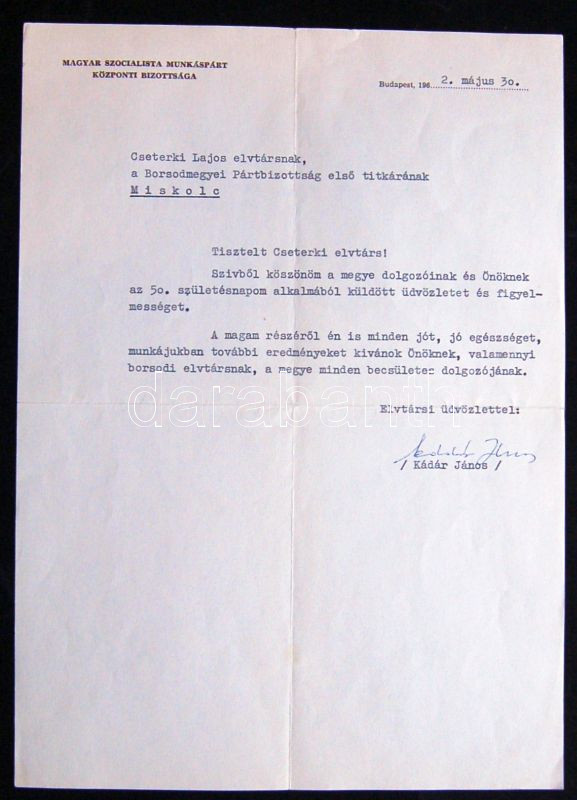 MAGYAR SZOCIALISTA MUNKÁSPÁRT
KÖZPONTI BIZOTTSÁGA
Budapest, 196 2. május 3o.
Cseterki Lajos elvtársnak,
a Borsodmegyei Pártbizottság első titkárának
M i s k o l c
Tisztelt Cseterki elvtárs!
Szivből köszönöm a megye dolgozóinak és Önöknek
az 5o. születésnapom alkalmából küldött üdvözletet és figyel-
mességet.
A magam részéről én is minden jót, jó egészséget,
munkájukban további eredményeket kivánok Önöknek, valamennyi
borsodi elvtársnak, a megye minden becsületes dolgozójának.
Elvtársi üdvözlettel:
Kádár János
/ Kádár János /
darabanth